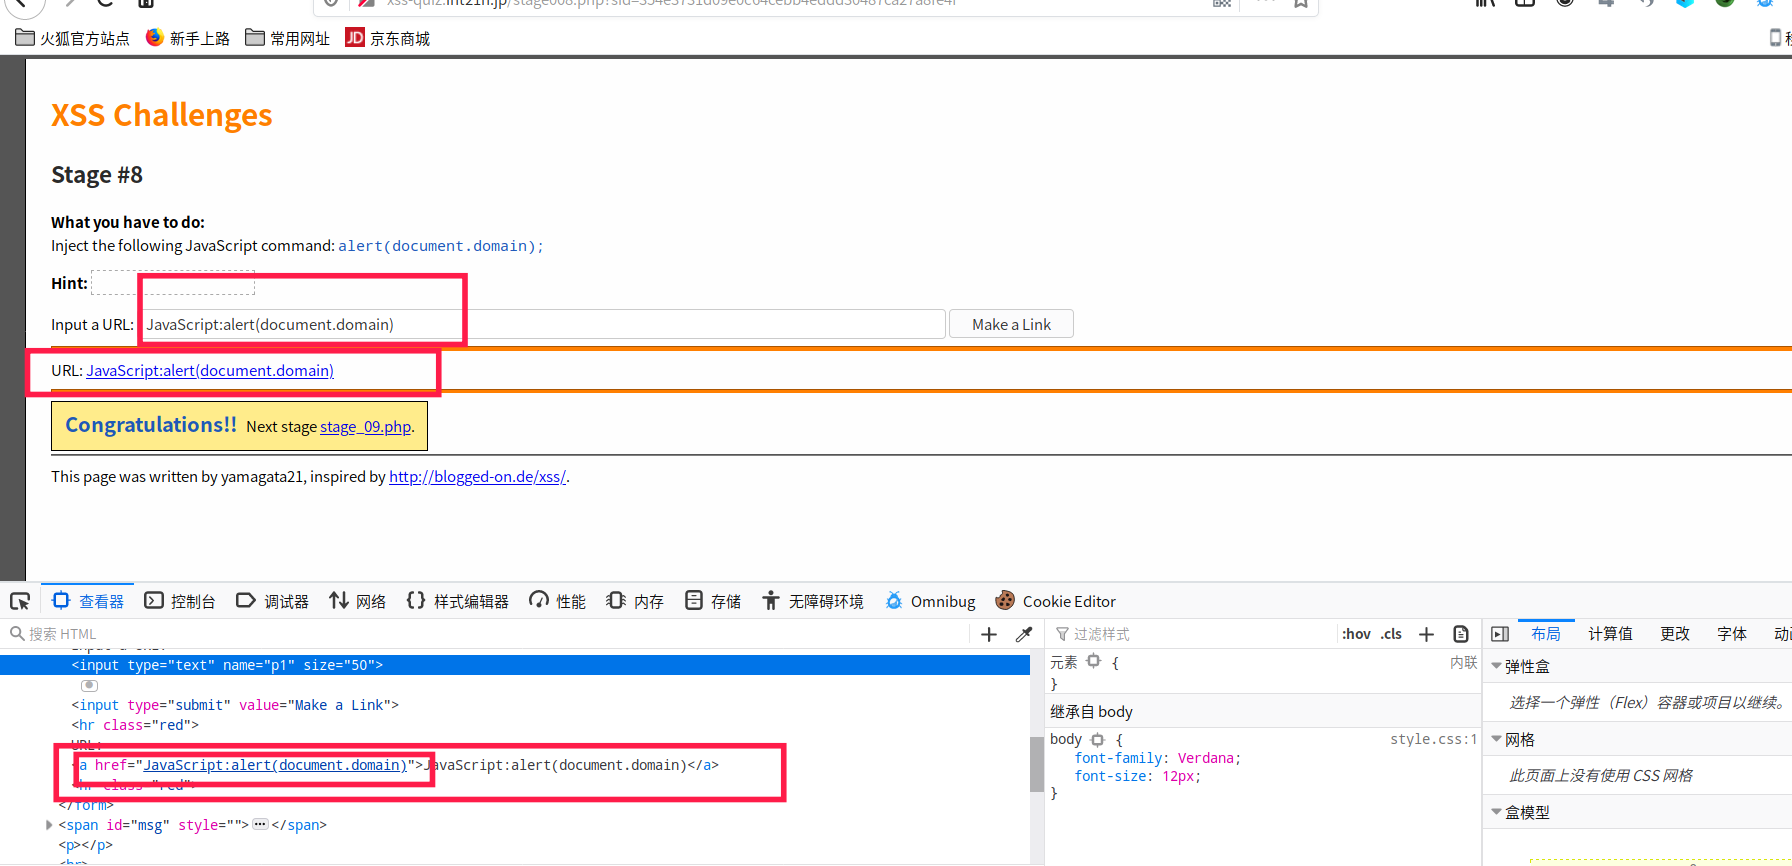 火狐官方站点 新手上路 常用网址 JD 京东商城
XSS Challenges
Stage #8
What you have to do:
Inject the following JavaScript command: alert(document.domain);
Hint:
Input a URL: JavaScript:alert(document.domain) Make a Link
URL: JavaScript:alert(document.domain)
Congratulations!! Next stage stage_09.php.
This page was written by yamagata21, inspired by http://blogged-on.de/xss/.
查看器 控制台 调试器 网络 {} 样式编辑器 性能 内存 存储 无障碍环境 Omnibug Cookie Editor
搜索 HTML
<input type="text" name="p1" size="50">
<input type="submit" value="Make a Link">
<hr class="red">
URL:
<a href="JavaScript:alert(document.domain)">JavaScript:alert(document.domain)</a>
<hr class="red">
</form>
<span id="msg" style="">···</span>
<p></p>
<hr>
过滤样式 :hov .cls +
元素 { 内联
}
继承自 body
body { style.css:1
font-family: Verdana;
font-size: 12px;
}
布局 计算值 更改 字体
弹性盒
选择一个弹性（Flex）容器或项目以继续。
网格
此页面上没有使用 CSS 网格
盒模型